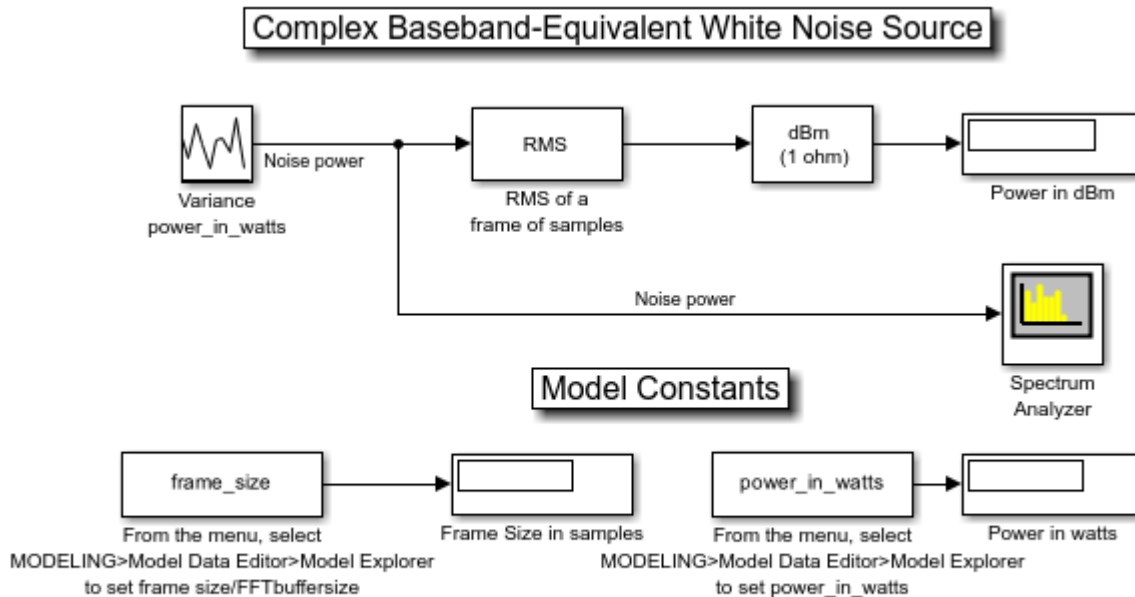 Complex Baseband-Equivalent White Noise Source
Noise power
Variance
power_in_watts
RMS
RMS of a
frame of samples
dBm
(1 ohm)
Power in dBm
Noise power
Spectrum
Analyzer
Model Constants
frame_size
From the menu, select
MODELING>Model Data Editor>Model Explorer
to set frame size/FFTbuffersize
Frame Size in samples
power_in_watts
From the menu, select
MODELING>Model Data Editor>Model Explorer
to set power_in_watts
Power in watts